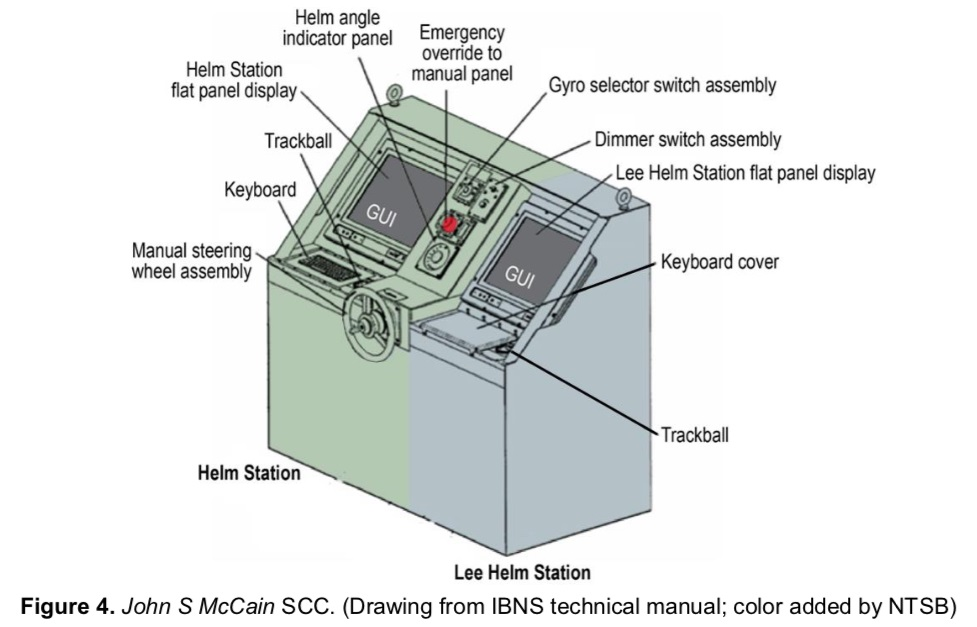 Helm angle
indicator panel
Emergency
override to
manual panel
Helm Station
flat panel display
Gyro selector switch assembly
Trackball
Dimmer switch assembly
Lee Helm Station flat panel display
Keyboard
GUI
Manual steering
wheel assembly
GUI
Keyboard cover
Trackball
Helm Station
Lee Helm Station
Figure 4. John S McCain SCC. (Drawing from IBNS technical manual; color added by NTSB)